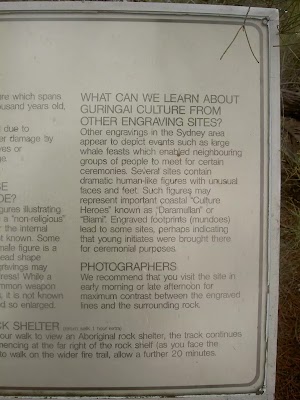 ure which spans
ousand years old,
due to
er damage by
ves or
ge.
SE
DE?
gures illustrating
a "non-religious"
r the internal
t known. Some
male figure is a
ead shape
ntwings may
ress! While a
ommon weapon
, it is not known
d so enlarged.
WHAT CAN WE LEARN ABOUT
GURINGAI CULTURE FROM
OTHER ENGRAVING SITES?
Other engravings in the Sydney area
appear to depict events such as large
whale feasts which enabled neighbouring
groups of people to meet for certain
ceremonies. Several sites contain
dramatic human-like figures with unusual
faces and feet. Such figures may
represent important coastal "Culture
Heroes" known as "Daramullan" or
"Biami". Engraved footprints (mundoes)
lead to some sites, perhaps indicating
that young initiates were brought there
for ceremonial purposes.
PHOTOGRAPHERS
We recommend that you visit the site in
early morning or late afternoon for
maximum contrast between the engraved
lines and the surrounding rock.
CK SHELTER
our walk to view an Aboriginal rock shelter, the track continues
mencing at the far right of the rock shelf (as you face the
to walk on the wider fire trail, allow a further 20 minutes.